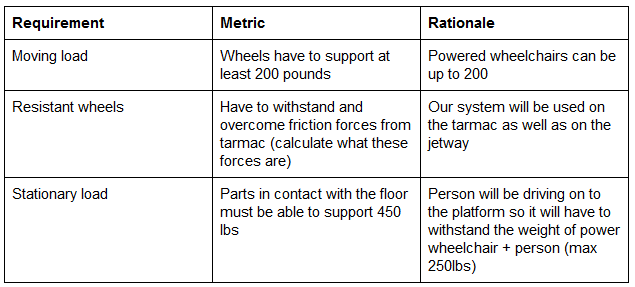 Requirement Metric Rationale
Moving load Wheels have to support at Powered wheelchairs can be
least 200 pounds up to 200
Resistant wheels Have to withstand and Our system will be used on
overcome friction forces from the tarmac as well as on the
tarmac (calculate what these jetway
forces are)
Stationary load Parts in contact with the floor Person will be driving on to
must be able to support 450 the platform so it will have to
lbs withstand the weight of power
wheelchair + person (max
250lbs)